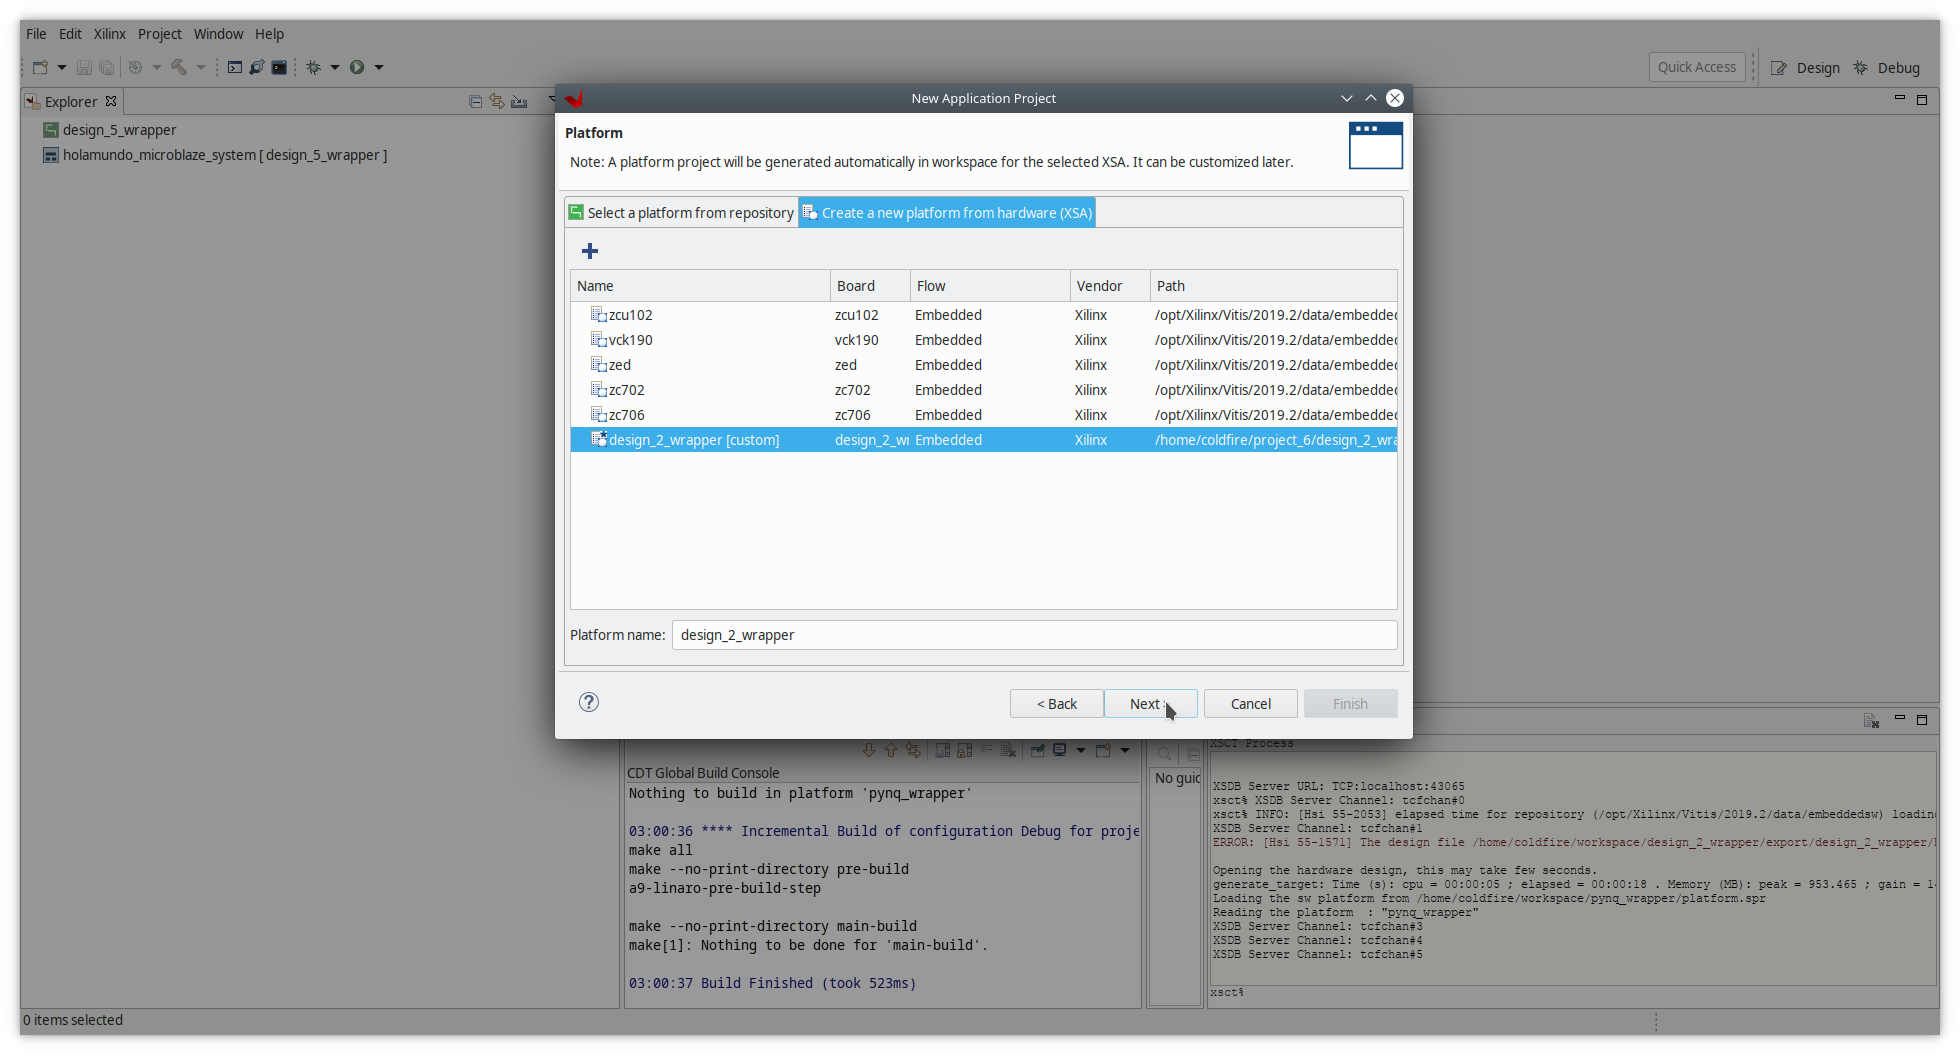 File Edit Xilinx Project Window Help
Quick Access Design Debug
Explorer
design_5_wrapper
holamundo_microblaze_system [ design_5_wrapper ]
New Application Project
Platform
Note: A platform project will be generated automatically in workspace for the selected XSA. It can be customized later.
Select a platform from repository Create a new platform from hardware (XSA)
Name Board Flow Vendor Path
zcu102 zcu102 Embedded Xilinx /opt/Xilinx/Vitis/2019.2/data/embedded
vck190 vck190 Embedded Xilinx /opt/Xilinx/Vitis/2019.2/data/embedded
zed zed Embedded Xilinx /opt/Xilinx/Vitis/2019.2/data/embedded
zc702 zc702 Embedded Xilinx /opt/Xilinx/Vitis/2019.2/data/embedded
zc706 zc706 Embedded Xilinx /opt/Xilinx/Vitis/2019.2/data/embedded
design_2_wrapper [custom] design_2_wr Embedded Xilinx /home/coldfire/project_6/design_2_wra
Platform name: design_2_wrapper
< Back Next Cancel Finish
CDT Global Build Console
Nothing to build in platform 'pynq_wrapper'
03:00:36 **** Incremental Build of configuration Debug for proje
make all
make --no-print-directory pre-build
a9-linaro-pre-build-step
make --no-print-directory main-build
make[1]: Nothing to be done for 'main-build'.
03:00:37 Build Finished (took 523ms)
No guid
XSCT Process
XSDB Server URL: TCP:localhost:43065
xsct% XSDB Server Channel: tcfchan#0
xsct% INFO: [Hsi 55-2053] elapsed time for repository (/opt/Xilinx/Vitis/2019.2/data/embeddedsw) loadin
XSDB Server Channel: tcfchan#1
ERROR: [Hsi 55-1571] The design file /home/coldfire/workspace/design_2_wrapper/export/design_2_wrapper/
Opening the hardware design, this may take few seconds.
generate_target: Time (s): cpu = 00:00:05 ; elapsed = 00:00:18 . Memory (MB): peak = 953.465 ; gain = 14
Loading the sw platform from /home/coldfire/workspace/pynq_wrapper/platform.spr
Reading the platform : "pynq_wrapper"
XSDB Server Channel: tcfchan#3
XSDB Server Channel: tcfchan#4
XSDB Server Channel: tcfchan#5
xsct%
0 items selected